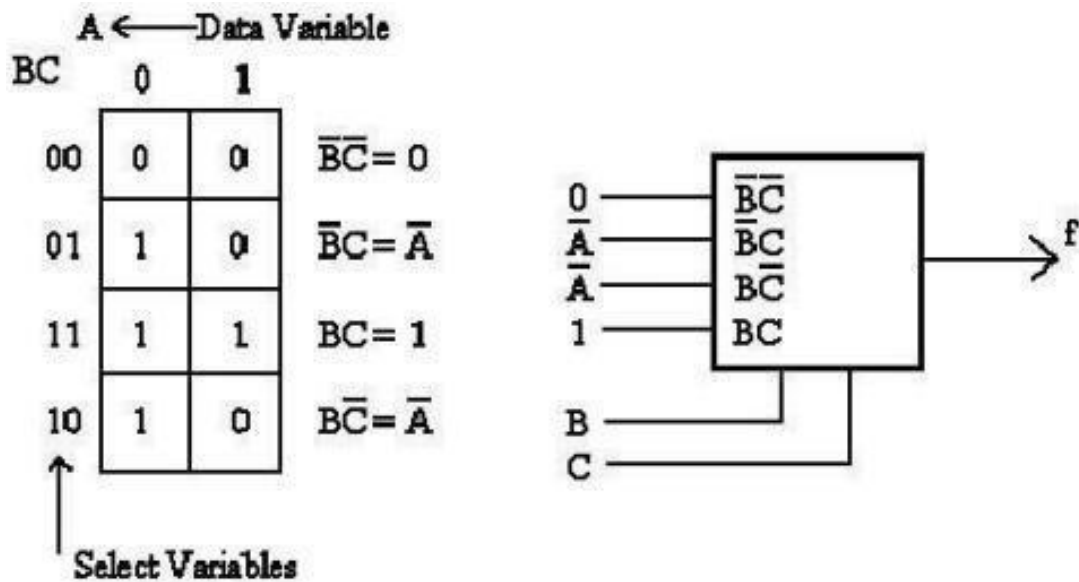 A ← Data Variable
BC 0 1
00 0 0 B̅C̅ = 0
01 1 0 B̅C = A̅
11 1 1 BC = 1
10 1 0 BC̅ = A̅
Select Variables
0 B̅C̅
A̅ B̅C
A̅ BC̅
1 BC
f
B
C